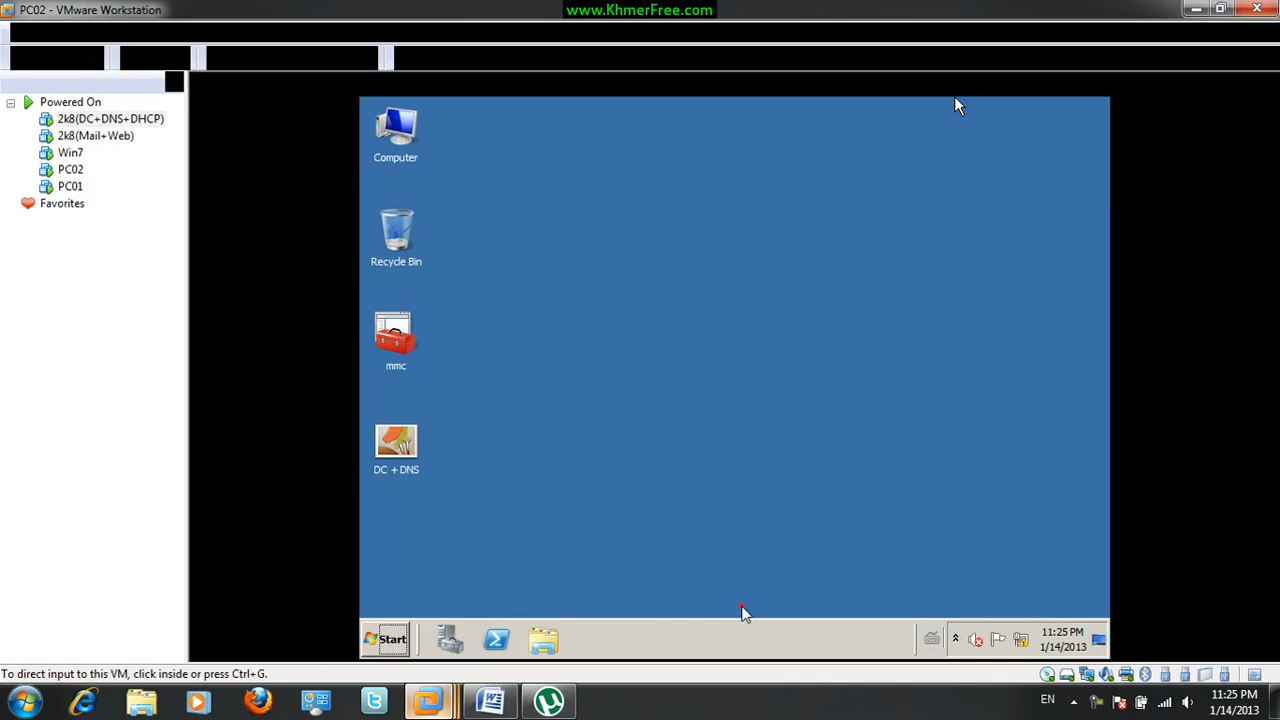 PC02 - VMware Workstation
www.KhmerFree.com
Powered On
2k8(DC+DNS+DHCP)
2k8(Mail+Web)
Win7
PC02
PC01
Favorites
Computer
Recycle Bin
mmc
DC +DNS
Start
11:25 PM
1/14/2013
To direct input to this VM, click inside or press Ctrl+G.
EN
11:25 PM
1/14/2013